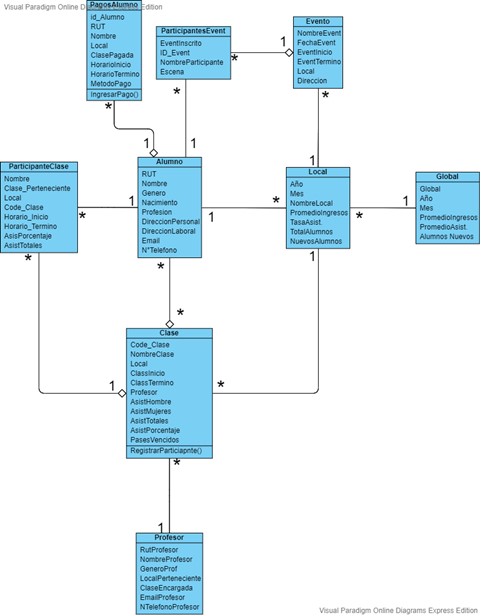 Visual Paradigm Online Diagrams Express Edition
PagosAlumno
id_Alumno
RUT
Nombre
Local
ClasePagada
HorarioInicio
HorarioTermino
MetodoPago
IngresarPago()
ParticipantesEvent
EventInscrito
ID_Event
NombreParticipante
Escena
Evento
NombreEvent
FechaEvent
EventInicio
EventTermino
Local
Direccion
1
*
*
*
*
1
1
1
ParticipanteClase
Nombre
Clase_Perteneciente
Local
Code_Clase
Horario_Inicio
Horario_Termino
AsisPorcentaje
AsistTotales
Alumno
RUT
Nombre
Genero
Nacimiento
Profesion
DireccionPersonal
DireccionLaboral
Email
N°Telefono
Local
Año
Mes
NombreLocal
PromedioIngresos
TasaAsist.
TotalAlumnos
NuevosAlumnos
Global
Global
Año
Mes
PromedioIngresos
PromedioAsist.
Alumnos Nuevos
*
1
1
*
*
1
*
*
1
*
1
*
Clase
Code_Clase
NombreClase
Local
ClassInicio
ClassTermino
Profesor
AsistHombre
AsistMujeres
AsistTotales
AsistPorcentaje
PasesVencidos
RegistrarParticiapnte()
*
1
Profesor
RutProfesor
NombreProfesor
GeneroProf
LocalPerteneciente
ClaseEncargada
EmailProfesor
NTelefonoProfesor
Visual Paradigm Online Diagrams Express Edition